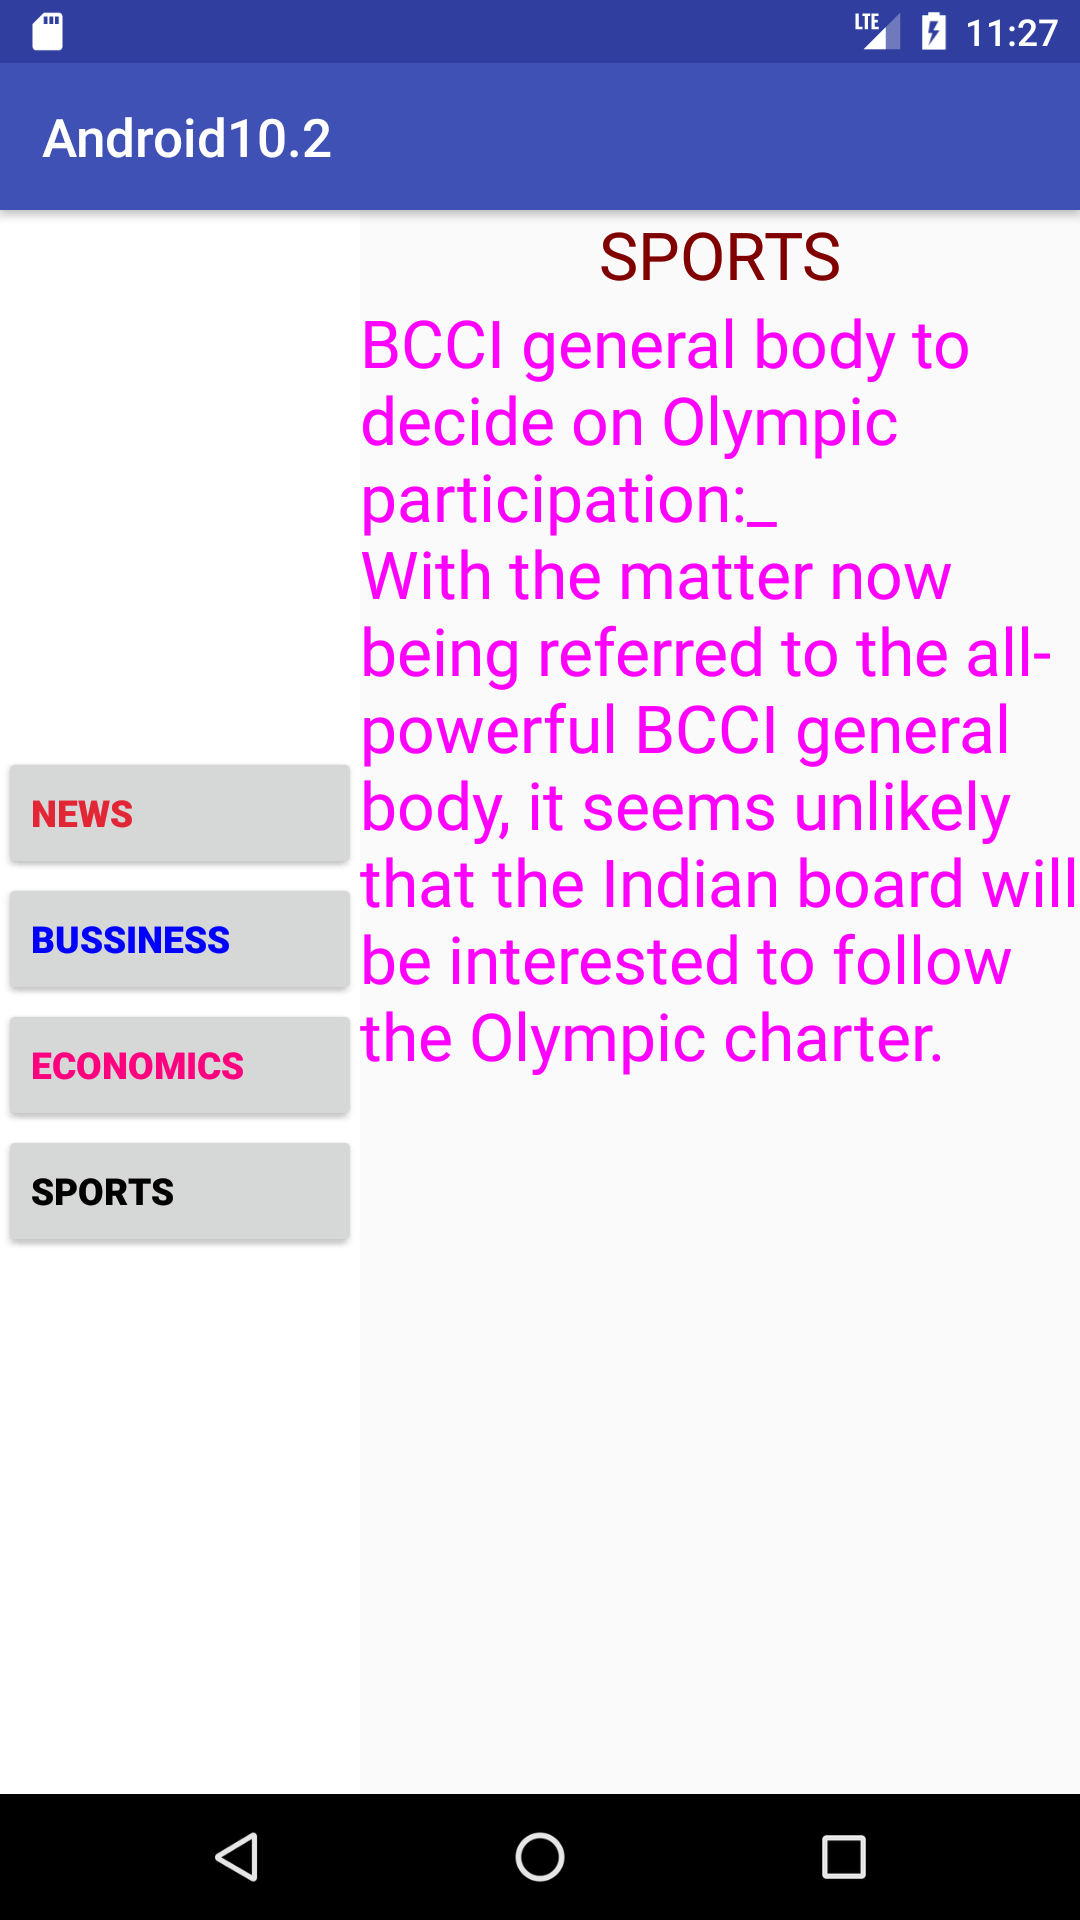 LTE 11:27
Android10.2
SPORTS
BCCI general body to
decide on Olympic
participation:_
With the matter now
being referred to the all-
powerful BCCI general
body, it seems unlikely
that the Indian board will
be interested to follow
the Olympic charter.
NEWS
BUSSINESS
ECONOMICS
SPORTS